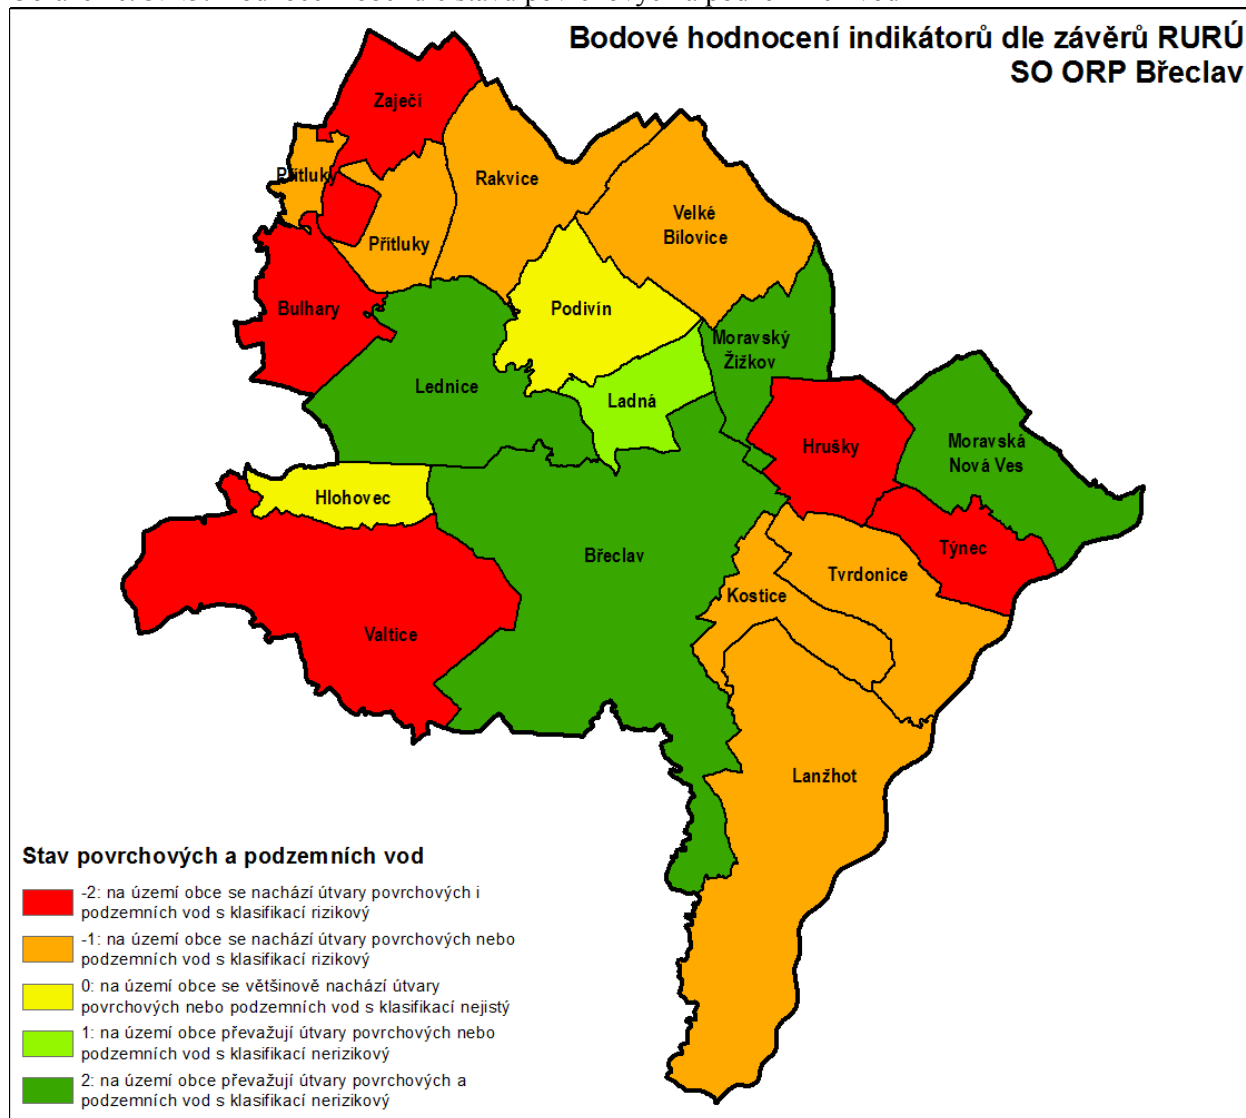 Bodové hodnocení indikátorů dle závěrů RURÚ
SO ORP Břeclav
Zaječí
Přítluky
Rakvice
Velké
Bílovice
Přítluky
Bulhary
Podivín
Moravský
Žižkov
Lednice
Ladná
Hrušky
Moravská
Nová Ves
Hlohovec
Břeclav
Týnec
Tvrdonice
Kostice
Valtice
Lanžhot
Stav povrchových a podzemních vod
-2: na území obce se nachází útvary povrchových i
podzemních vod s klasifikací rizikový
-1: na území obce se nachází útvary povrchových nebo
podzemních vod s klasifikací rizikový
0: na území obce se většinově nachází útvary
povrchových nebo podzemních vod s klasifikací nejistý
1: na území obce převažují útvary povrchových nebo
podzemních vod s klasifikací nerizikový
2: na území obce převažují útvary povrchových a
podzemních vod s klasifikací nerizikový